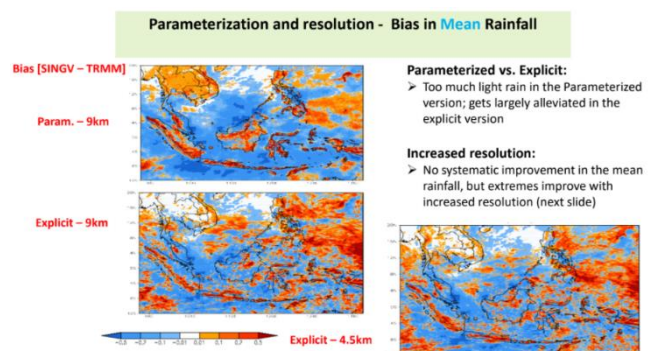 Parameterization and resolution - Bias in Mean Rainfall
Bias [SINGV – TRMM]
Param. – 9km
Explicit – 9km
Explicit – 4.5km
Parameterized vs. Explicit:
➢ Too much light rain in the Parameterized
version; gets largely alleviated in the
explicit version
Increased resolution:
➢ No systematic improvement in the mean
rainfall, but extremes improve with
increased resolution (next slide)